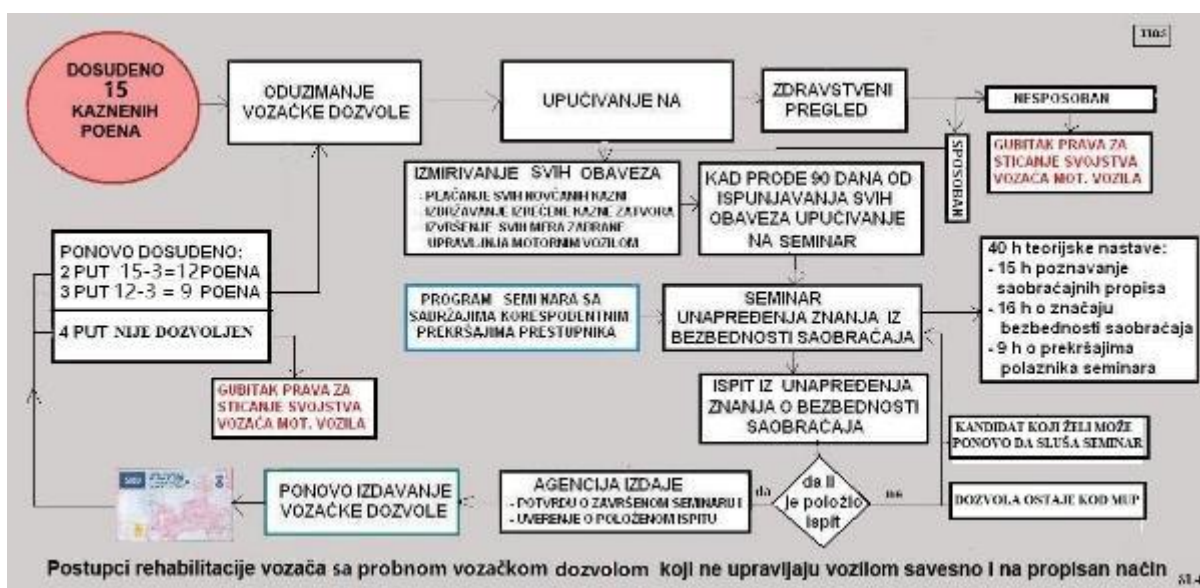 DOSUDENO
15
KAZNENIH
POENA
ODUZIMANJE
VOZAČKE DOZVOLE
UPUĆIVANJE NA
ZDRAVSTVENI
PREGLED
NESPOSOBAN
SPOSOBAN
GUBITAK PRAVA ZA
STICANJE SVOJSTVA
VOZAČA MOT. VOZILA
IZMIRIVANJE SVIH OBAVEZA
- PLAĆANJE SVIH NOVČANIH KAZNI
- IZDRŽAVANJE IZREČENE KAZNE ZATVORA
- IZVRŠENJE SVIH MERA ZABRANE
UPRAVLJNJA MOTORNIM VOZILOM
KAD PROĐE 90 DANA OD
ISPUNJAVANJA SVIH
OBAVEZA UPUĆIVANJE
NA SEMINAR
PONOVO DOSUDENO:
2 PUT 15-3=12 POENA
3 PUT 12-3 = 9 POENA
4 PUT NIJE DOZVOLJEN
GUBITAK PRAVA ZA
STICANJE SVOJSTVA
VOZAČA MOT. VOZILA
PROGRAM SEMINARA SA
SADRŽAJIMA KORESPODENTNIM
PREKRŠAJIMA PRESTUPNIKA
SEMINAR
UNAPREĐENJA ZNANJA IZ
BEZBEDNOSTI SAOBRAĆAJA
40 h teorijske nastave:
- 15 h poznavanje
saobraćajnih propisa
- 16 h o značaju
bezbednosti saobraćaja
- 9 h o prekršajima
polaznika seminara
ISPIT IZ UNAPREĐENJA
ZNANJA O BEZBEDNOSTI
SAOBRAĆAJA
KANDIDAT KOJI ŽELI MOŽE
PONOVO DA SLUŠA SEMINAR
DOZVOLA OSTAJE KOD MUP
da li
je položio
ispit
da
ne
AGENCIJA IZDAJE
- POTVRDU O ZAVRŠENOM SEMINARU I
- UVERENJE O POLOŽENOM ISPITU
PONOVO IZDAVANJE
VOZAČKE DOZVOLE
Postupci rehabilitacije vozača sa probnom vozačkom dozvolom koji ne upravljaju vozilom savesno i na propisan način